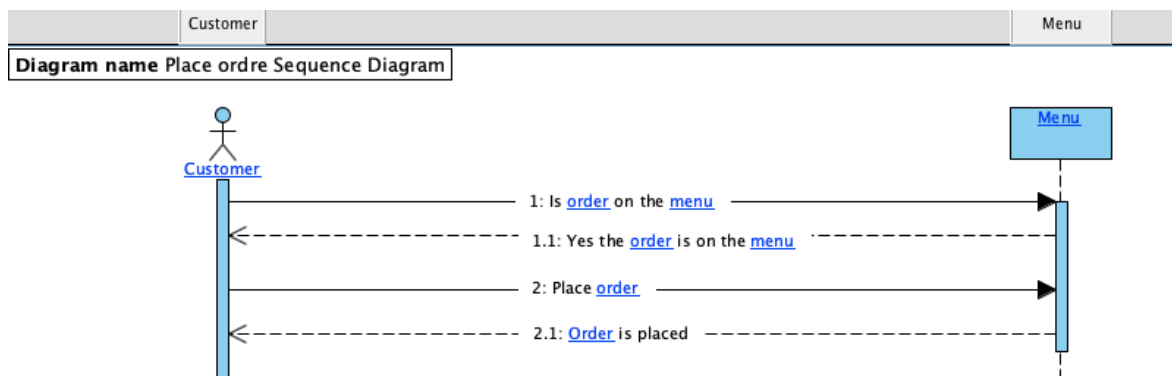 Customer
Menu
Diagram name Place ordre Sequence Diagram
Customer
Menu
1: Is order on the menu
1.1: Yes the order is on the menu
2: Place order
2.1: Order is placed